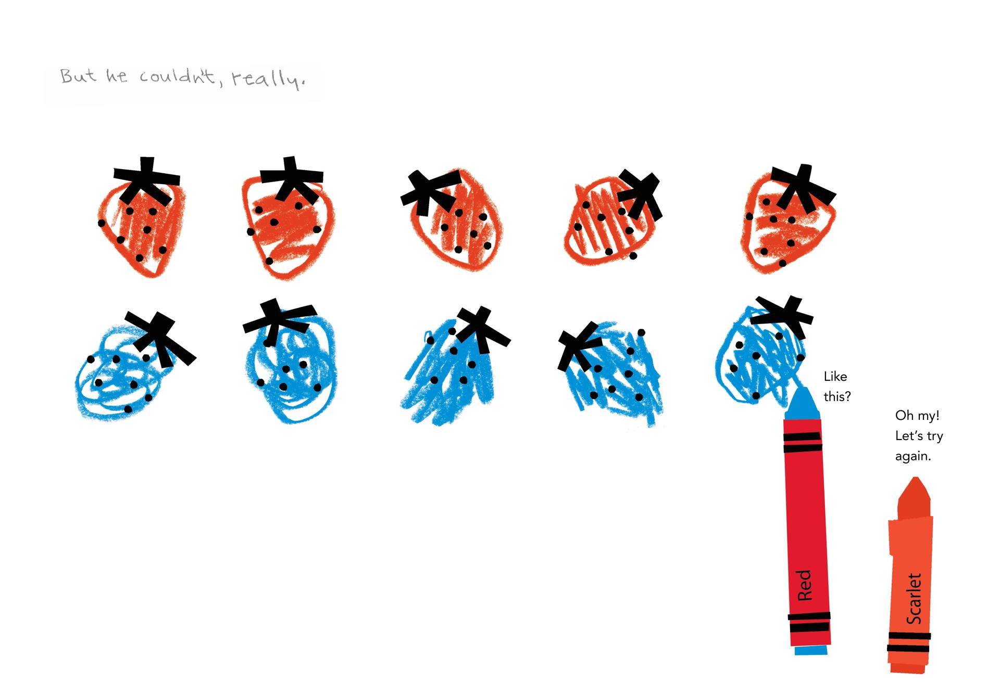 But he couldn't, really.
Like
this?
Oh my!
Let's try
again.
Red
Scarlet